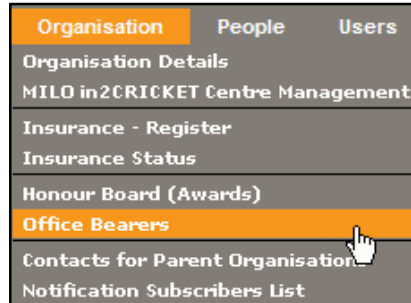 Organisation People Users
Organisation Details
MILO in2CRICKET Centre Management
Insurance - Register
Insurance Status
Honour Board (Awards)
Office Bearers
Contacts for Parent Organisations
Notification Subscribers List